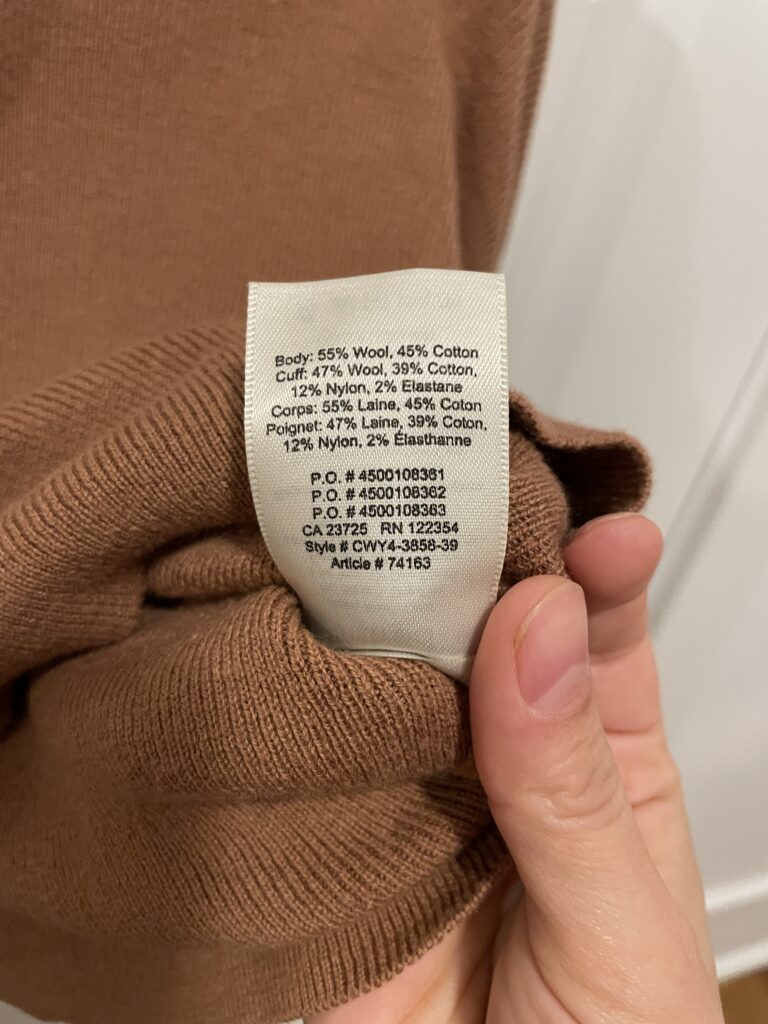 Body: 55% Wool, 45% Cotton
Cuff: 47% Wool, 39% Cotton,
12% Nylon, 2% Elastane
Corps: 55% Laine, 45% Coton
Poignet: 47% Laine, 39% Coton,
12% Nylon, 2% Élasthanne
P.O. # 4500108361
P.O. # 4500108362
P.O. # 4500108363
CA 23725 RN 122354
Style # CWY4-3858-39
Article # 74163